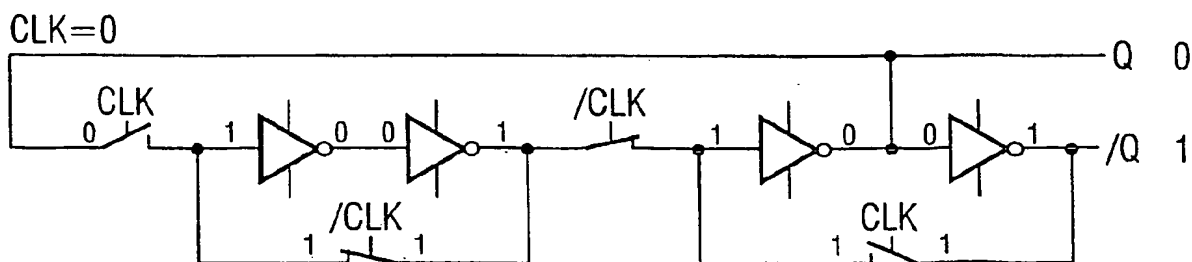 CLK=0
Q 0
CLK
/CLK
0 1 0 0 1 1 0 0 1 /Q 1
/CLK
CLK
1 1 1 1